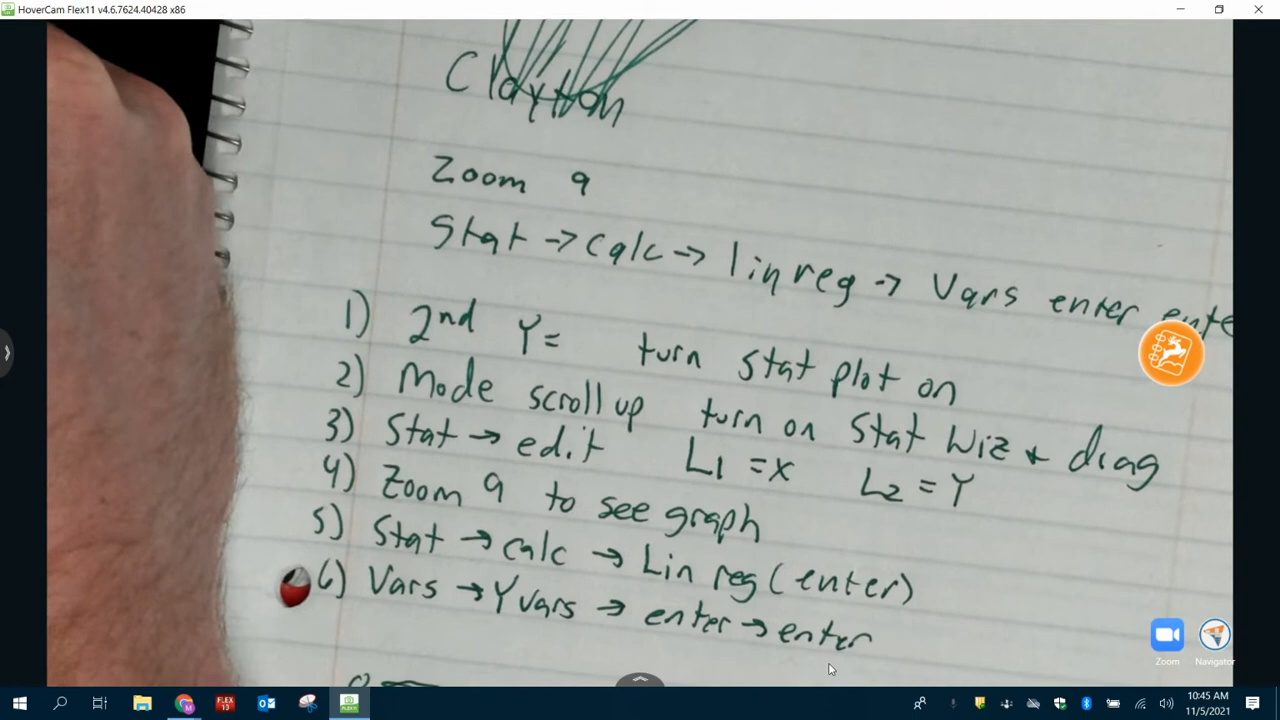 HoverCam Flex11 v4.6.7624.40428 x86
Clayton
Zoom 9
Stat → calc → linreg → Vars enter ente
1) 2nd Y= turn stat plot on
2) Mode scroll up turn on Stat Wiz + diag
3) Stat → edit L1 = x L2 = Y
4) Zoom 9 to see graph
5) Stat → calc → Lin reg (enter)
6) Vars → Yvars → enter → enter
Zoom
Navigator
FLEX
FLEX11
10:45 AM
11/5/2021